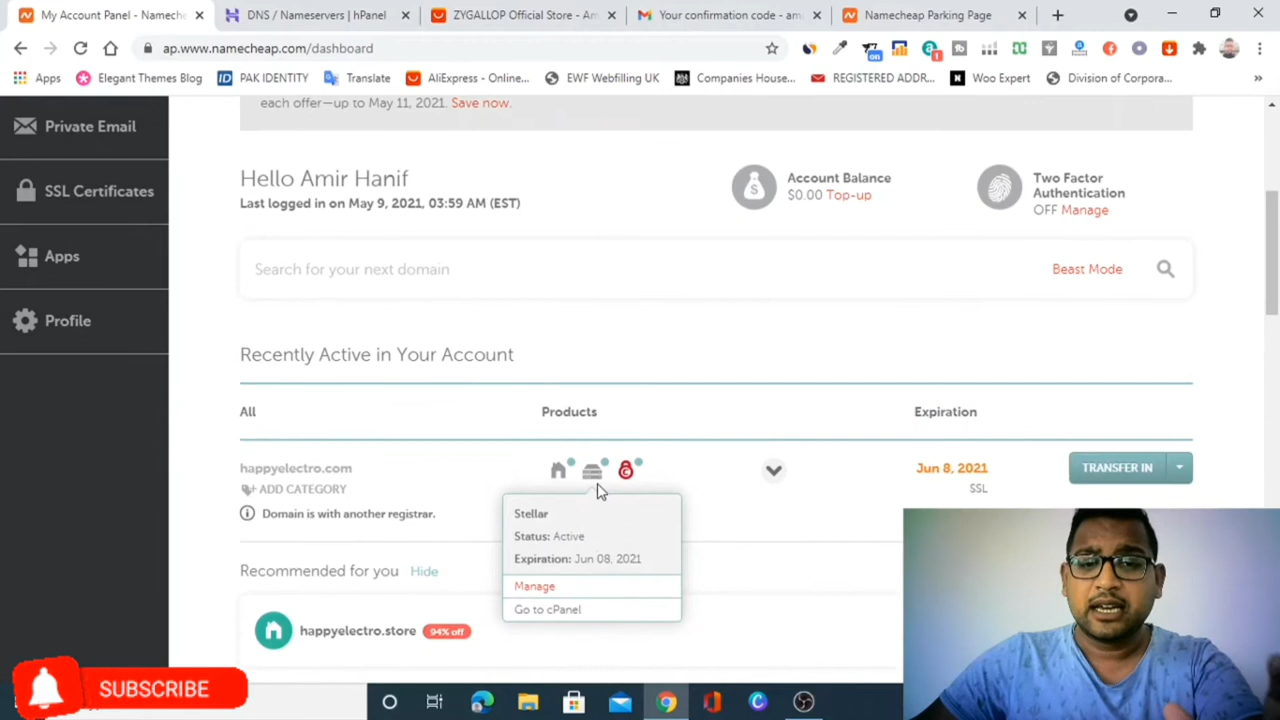 My Account Panel - Namech
DNS / Nameservers | hPanel
ZYGALLOP Official Store - Am
Your confirmation code - am
Namecheap Parking Page
ap.www.namecheap.com/dashboard
on
1
Apps
Elegant Themes Blog
PAK IDENTITY
Translate
AliExpress - Online...
EWF Webfilling UK
Companies House...
REGISTERED ADDR...
Woo Expert
Division of Corpora...
»
each offer—up to May 11, 2021. Save now.
Private Email
SSL Certificates
Apps
Profile
Hello Amir Hanif
Last logged in on May 9, 2021, 03:59 AM (EST)
Account Balance
$0.00 Top-up
Two Factor
Authentication
OFF Manage
Search for your next domain
Beast Mode
Recently Active in Your Account
All
Products
Expiration
happyelectro.com
ADD CATEGORY
Domain is with another registrar.
Jun 8, 2021
SSL
TRANSFER IN
Stellar
Status: Active
Expiration: Jun 08, 2021
Manage
Go to cPanel
Recommended for you Hide
happyelectro.store
94% off
SUBSCRIBE